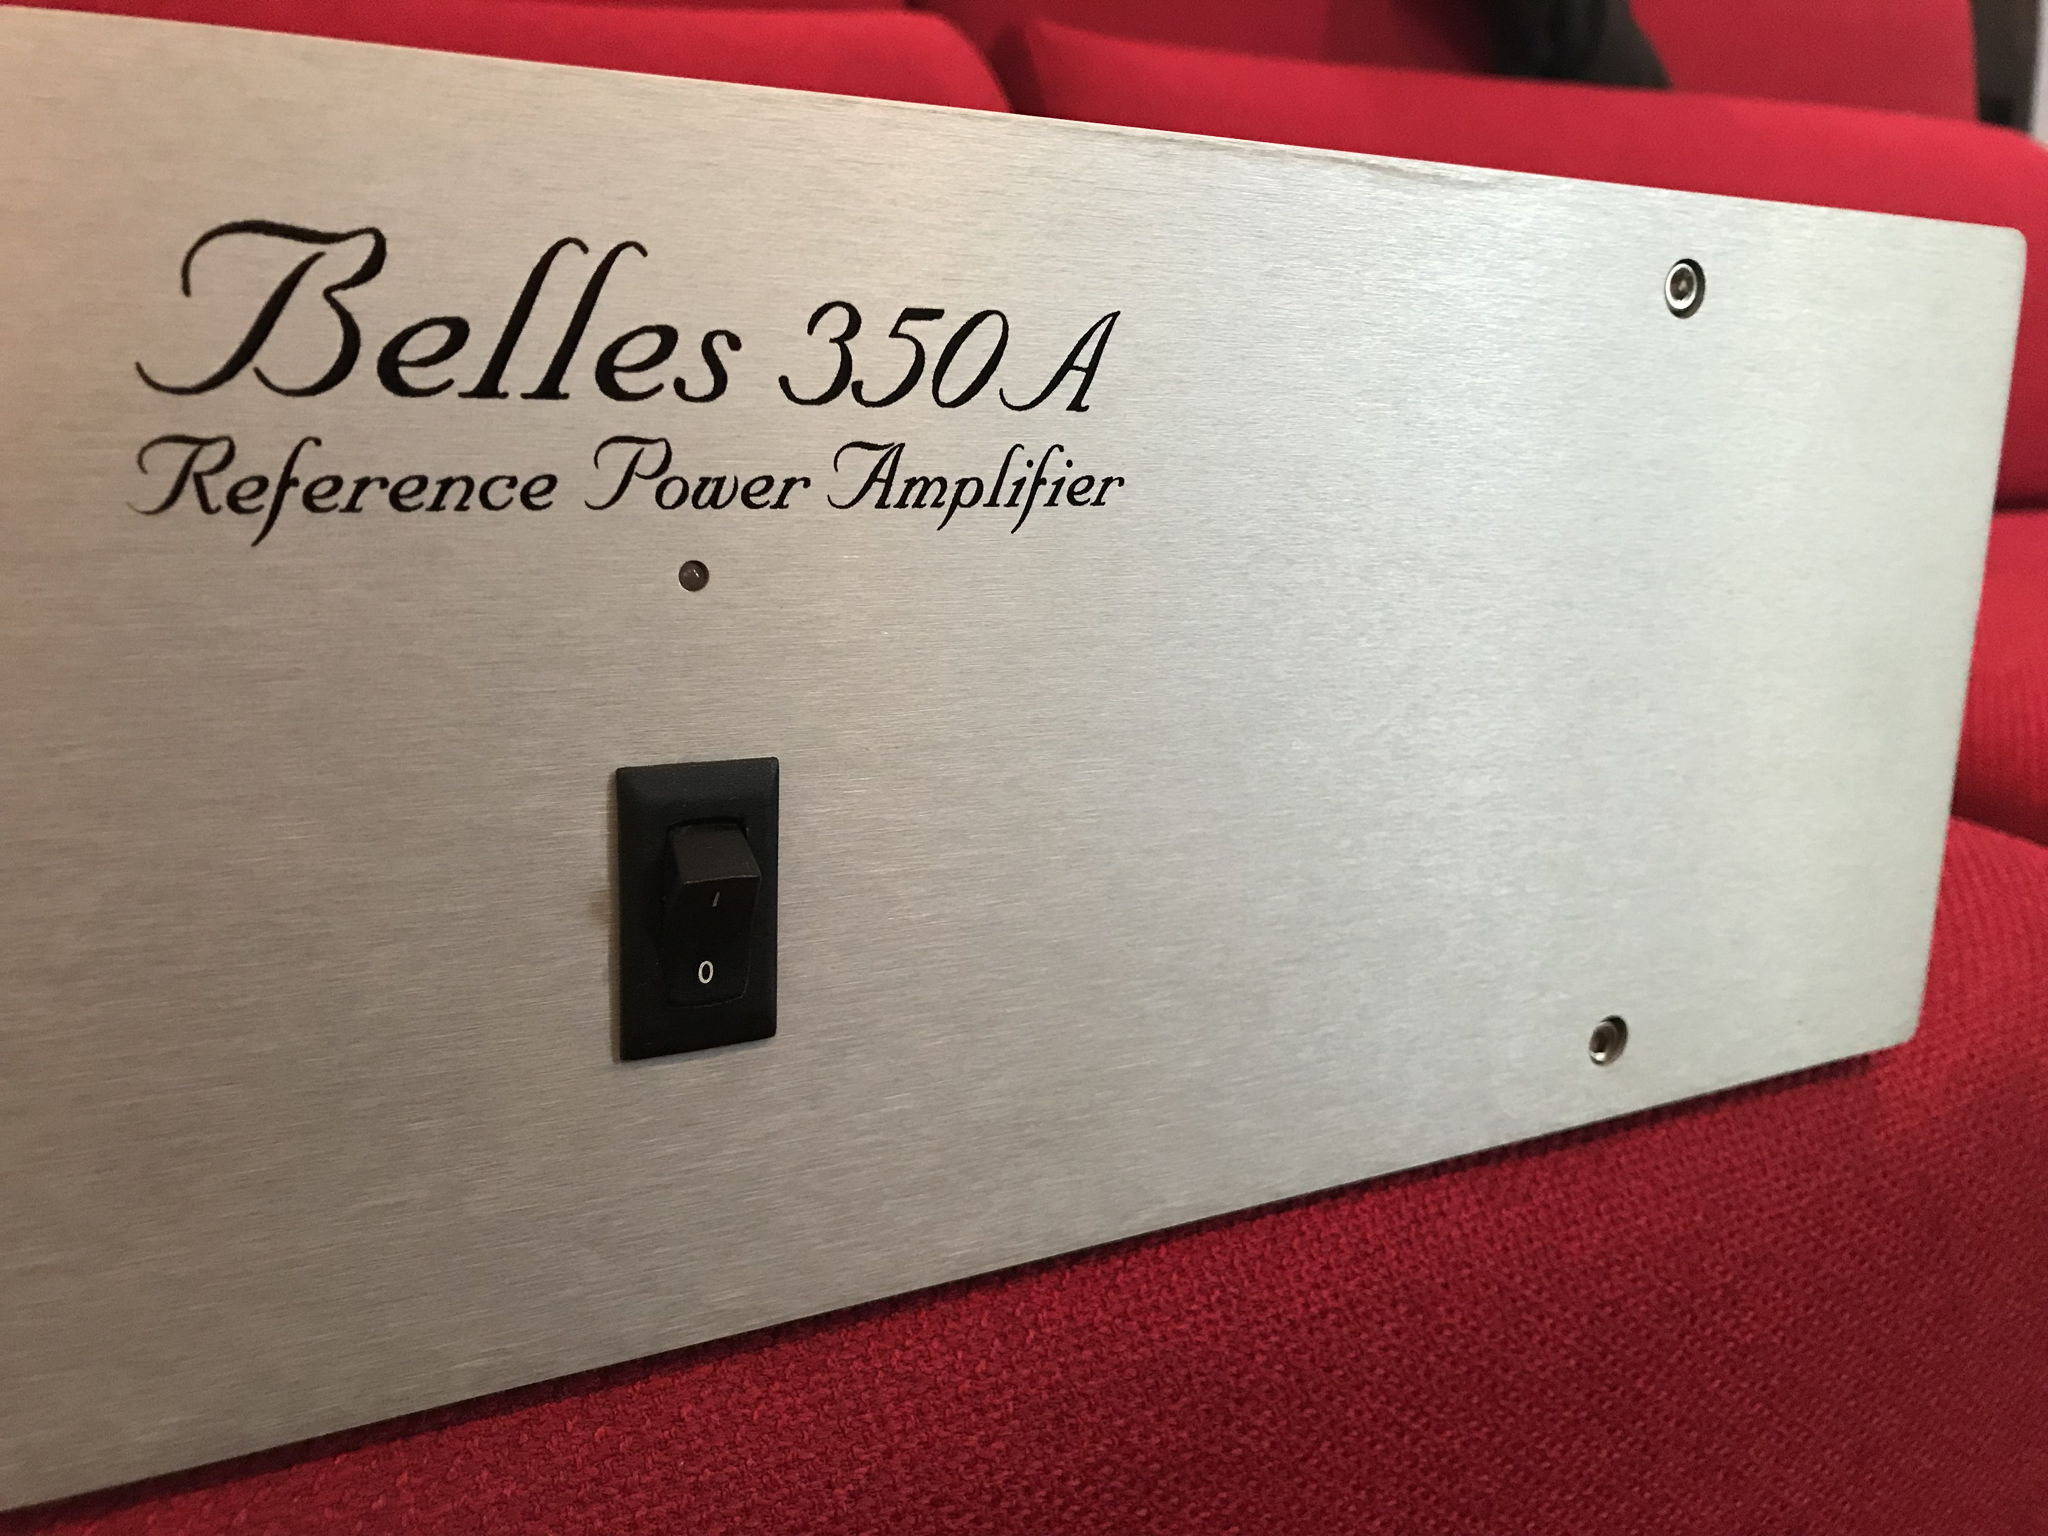 Belles 350A
Reference Power Amplifier
I
0